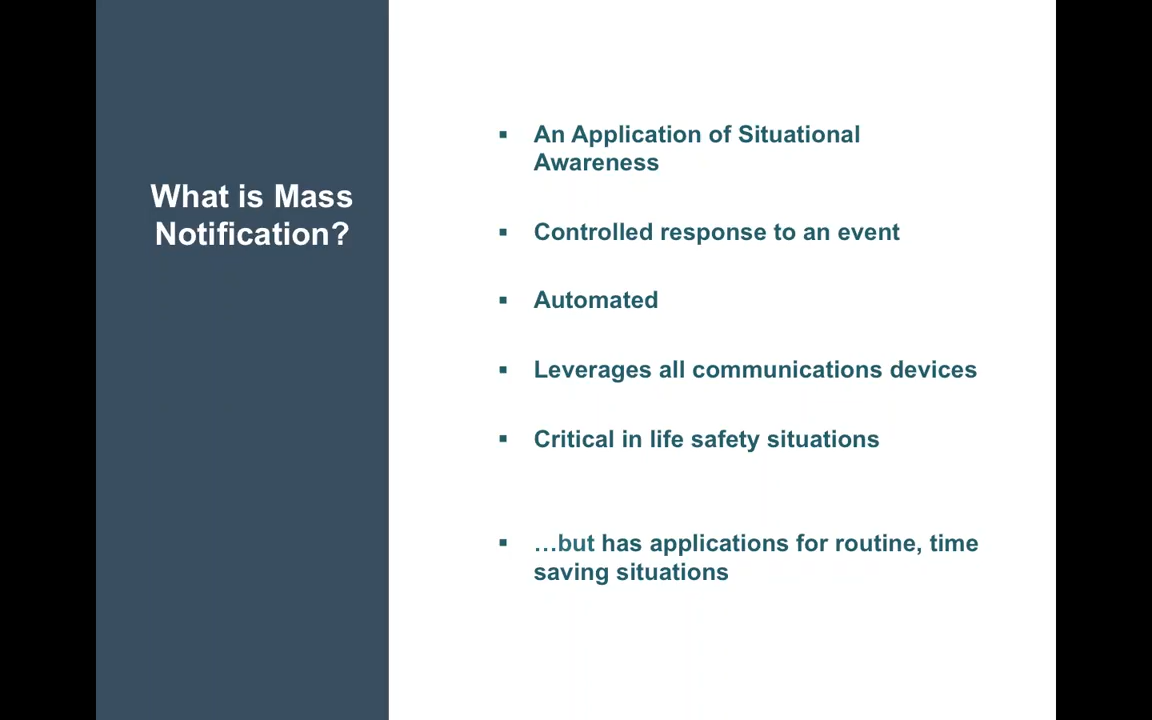 What is Mass
Notification?
▪ An Application of Situational
Awareness
▪ Controlled response to an event
▪ Automated
▪ Leverages all communications devices
▪ Critical in life safety situations
▪ …but has applications for routine, time
saving situations